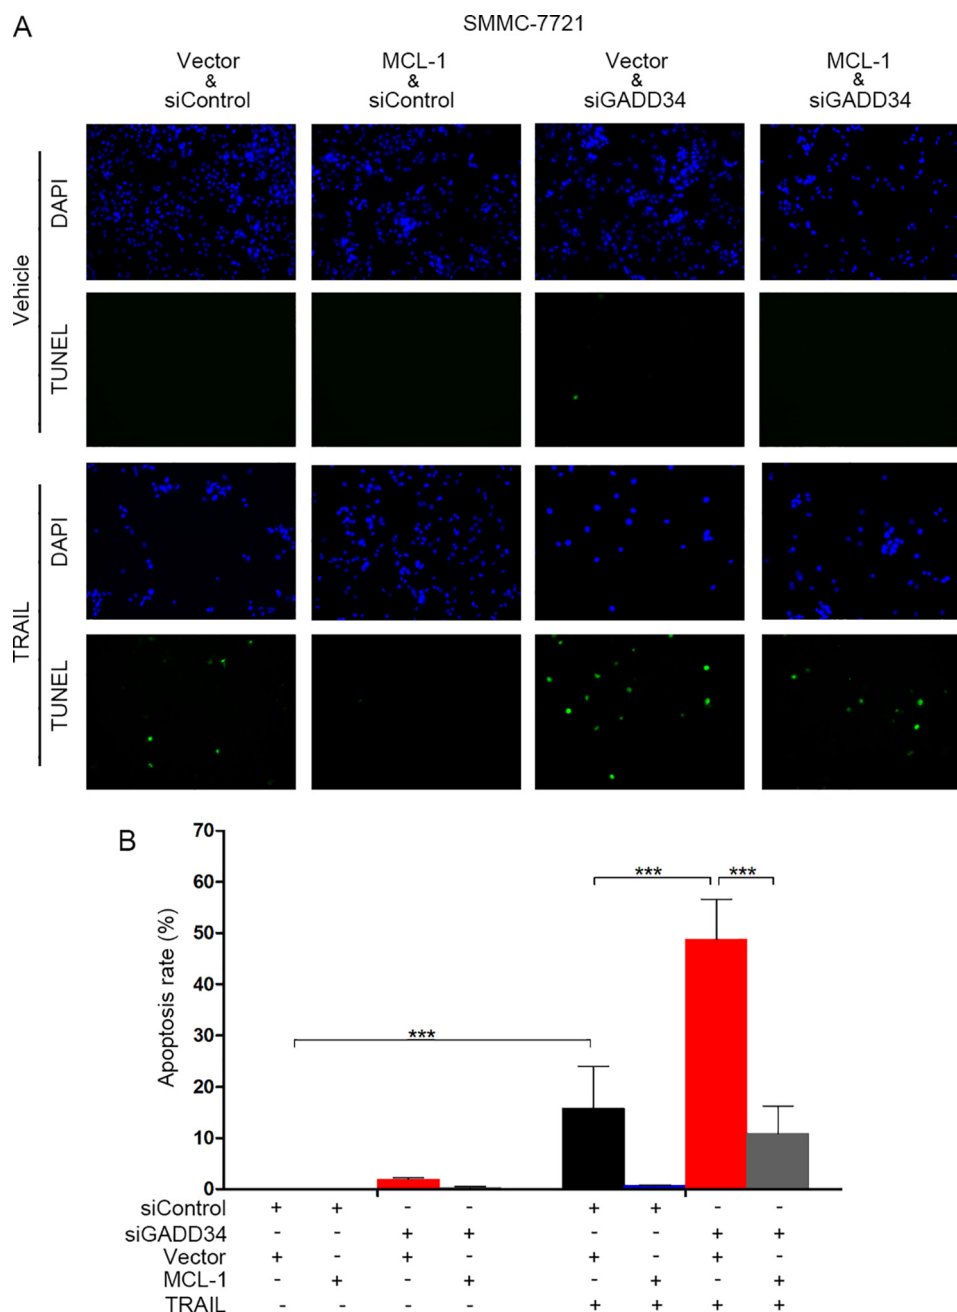 A
SMMC-7721
Vector
&
siControl
MCL-1
&
siControl
Vector
&
siGADD34
MCL-1
&
siGADD34
Vehicle
DAPI
TUNEL
TRAIL
DAPI
TUNEL
B
Apoptosis rate (%)
70
60
50
40
30
20
10
0
***
***
***
siControl + + - - + + - -
siGADD34 - - + + - - + +
Vector + - + - + - + -
MCL-1 - + - + - + - +
TRAIL - - - - + + + +